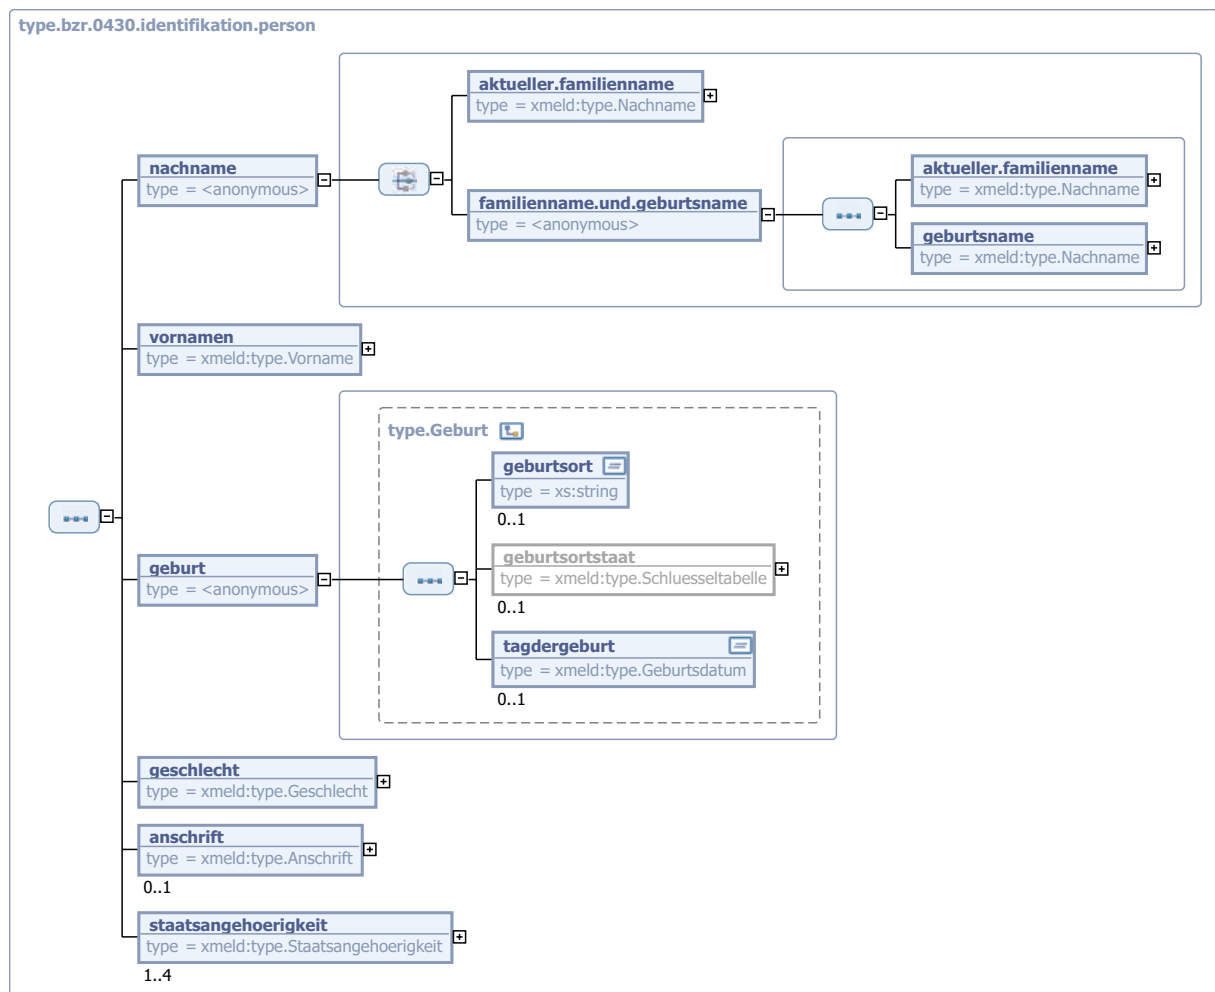 type.bzr.0430.identifikation.person
aktueller.familienname
type = xmeld:type.Nachname
nachname
type = <anonymous>
aktueller.familienname
type = xmeld:type.Nachname
familienname.und.geburtsname
type = <anonymous>
geburtsname
type = xmeld:type.Nachname
vornamen
type = xmeld:type.Vorname
type.Geburt
geburtsort
type = xs:string
0..1
geburtsortstaat
type = xmeld:type.Schluesseltabelle
0..1
geburt
type = <anonymous>
tagdergeburt
type = xmeld:type.Geburtsdatum
0..1
geschlecht
type = xmeld:type.Geschlecht
anschrift
type = xmeld:type.Anschrift
0..1
staatsangehoerigkeit
type = xmeld:type.Staatsangehoerigkeit
1..4